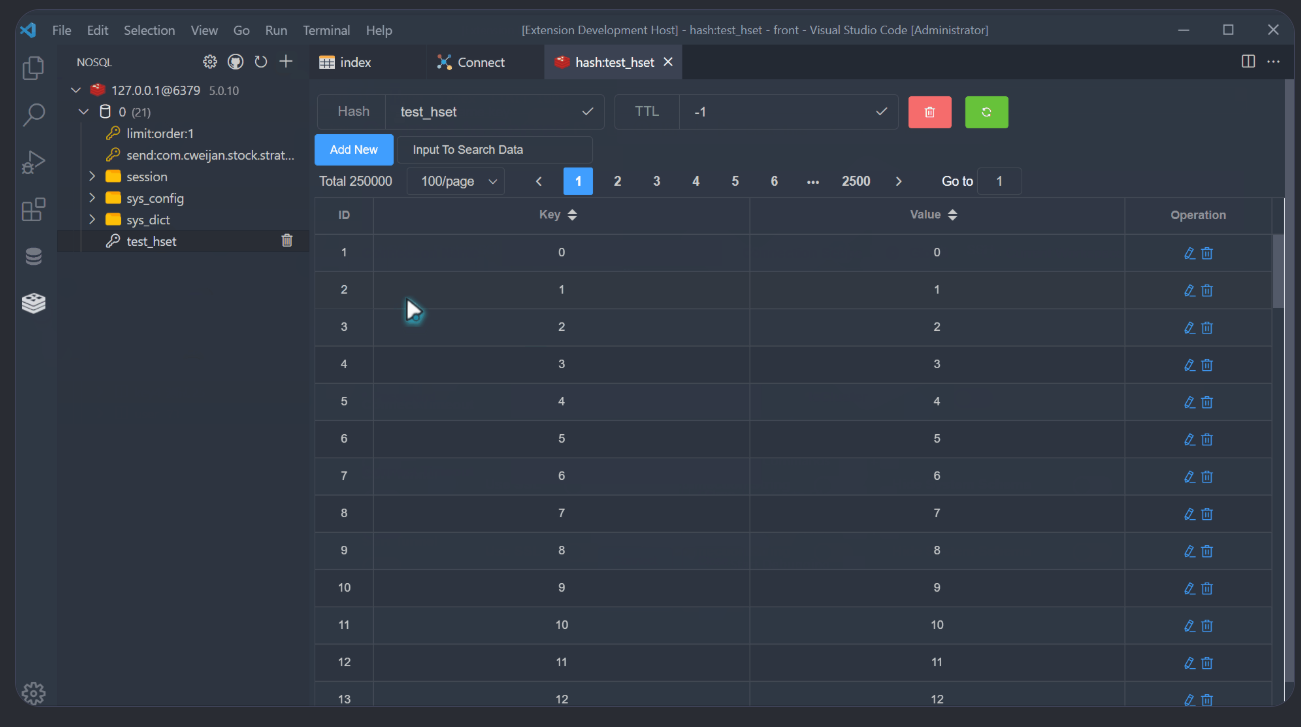 File Edit Selection View Go Run Terminal Help [Extension Development Host] - hash:test_hset - front - Visual Studio Code [Administrator]
NOSQL
index Connect hash:test_hset
127.0.0.1@6379 5.0.10
0 (21)
limit:order:1
send:com.cweijan.stock.strat...
session
sys_config
sys_dict
test_hset
Hash test_hset TTL -1
Add New Input To Search Data
Total 250000 100/page 1 2 3 4 5 6 ••• 2500 Go to 1
ID Key Value Operation
1 0 0
2 1 1
3 2 2
4 3 3
5 4 4
6 5 5
7 6 6
8 7 7
9 8 8
10 9 9
11 10 10
12 11 11
13 12 12